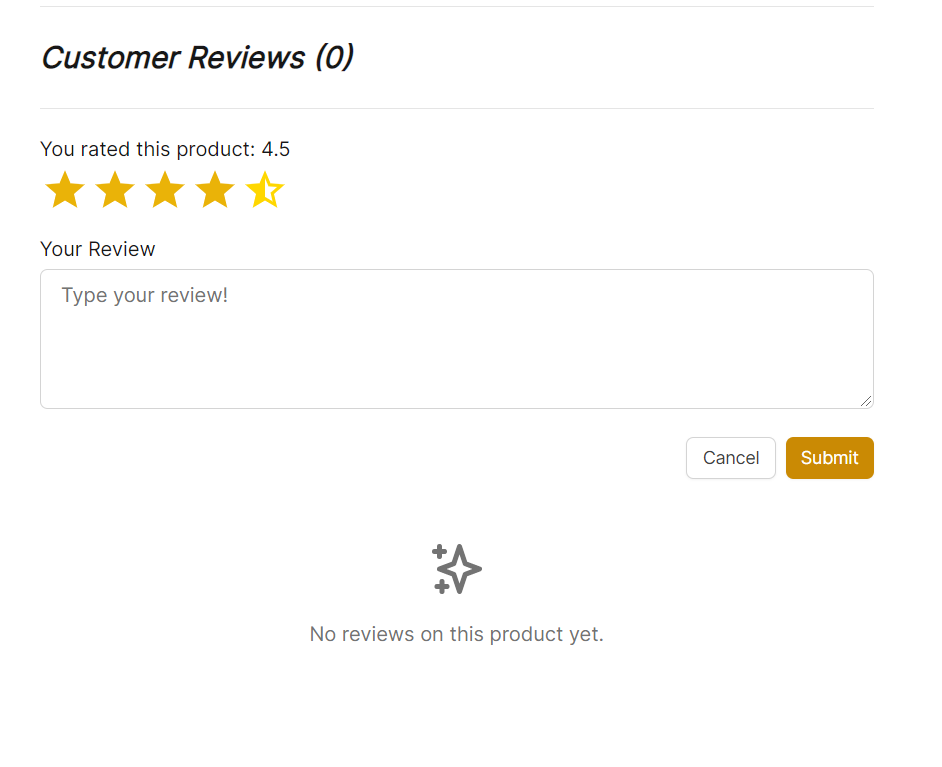 Customer Reviews (0)
You rated this product: 4.5
Your Review
Type your review!
Cancel Submit
No reviews on this product yet.